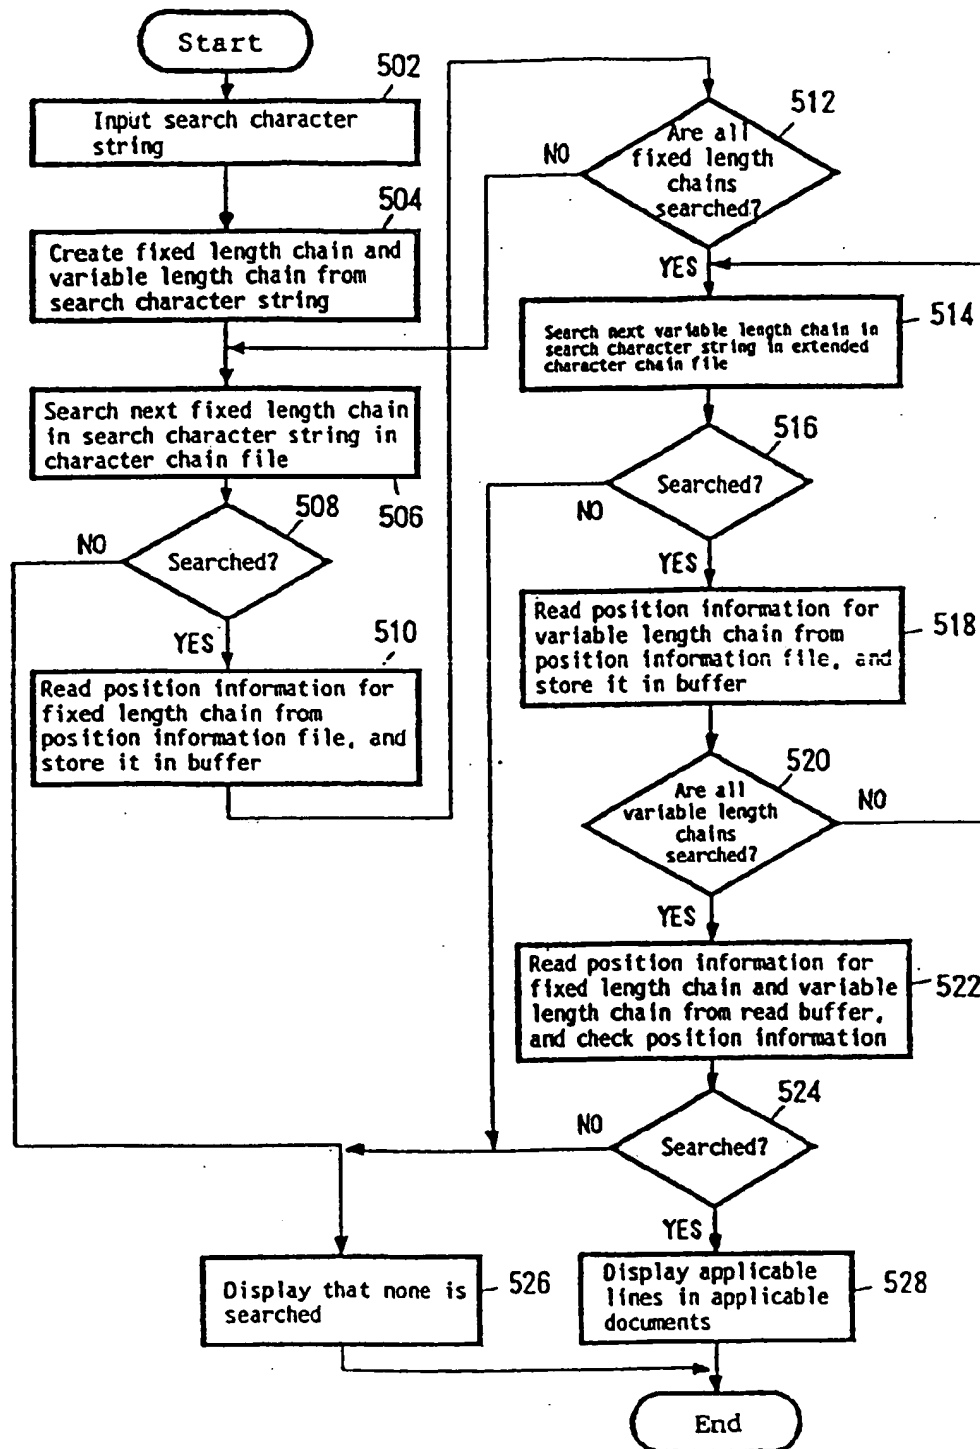 Start
502
Input search character
string
504
Create fixed length chain and
variable length chain from
search character string
Search next fixed length chain
in search character string in
character chain file
506
508
Searched?
NO
YES
510
Read position information for
fixed length chain from
position information file, and
store it in buffer
512
Are all
fixed length
chains
searched?
NO
YES
514
Search next variable length chain in
search character string in extended
character chain file
516
Searched?
NO
YES
518
Read position information for
variable length chain from
position information file, and
store it in buffer
520
Are all
variable length
chains
searched?
NO
YES
522
Read position information for
fixed length chain and variable
length chain from read buffer,
and check position information
524
Searched?
NO
YES
526
Display that none is
searched
528
Display applicable
lines in applicable
documents
End